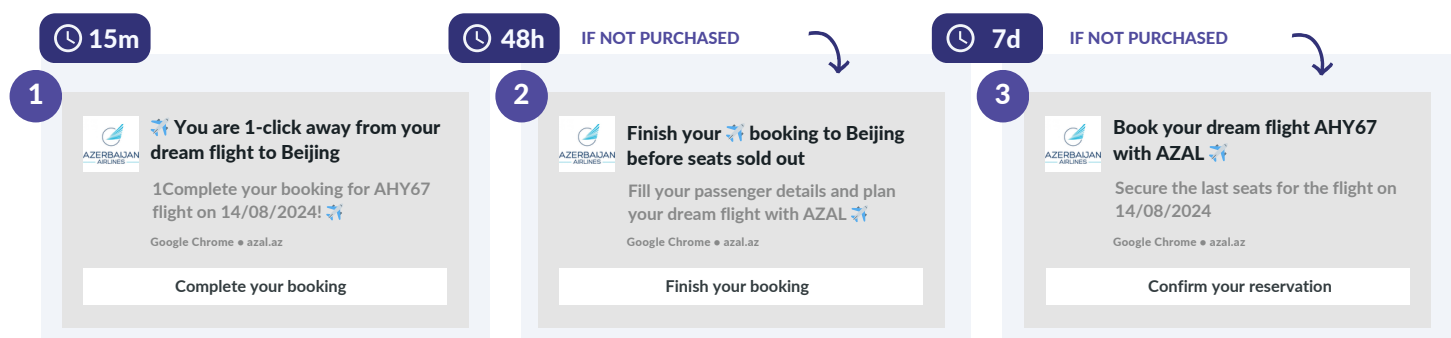 15m
1
AZERBAIJAN
AIRLINES
✈️ You are 1-click away from your
dream flight to Beijing
1Complete your booking for AHY67
flight on 14/08/2024! ✈️
Google Chrome • azal.az
Complete your booking
48h IF NOT PURCHASED
2
AZERBAIJAN
AIRLINES
Finish your ✈️ booking to Beijing
before seats sold out
Fill your passenger details and plan
your dream flight with AZAL ✈️
Google Chrome • azal.az
Finish your booking
7d IF NOT PURCHASED
3
AZERBAIJAN
AIRLINES
Book your dream flight AHY67
with AZAL ✈️
Secure the last seats for the flight on
14/08/2024
Google Chrome • azal.az
Confirm your reservation